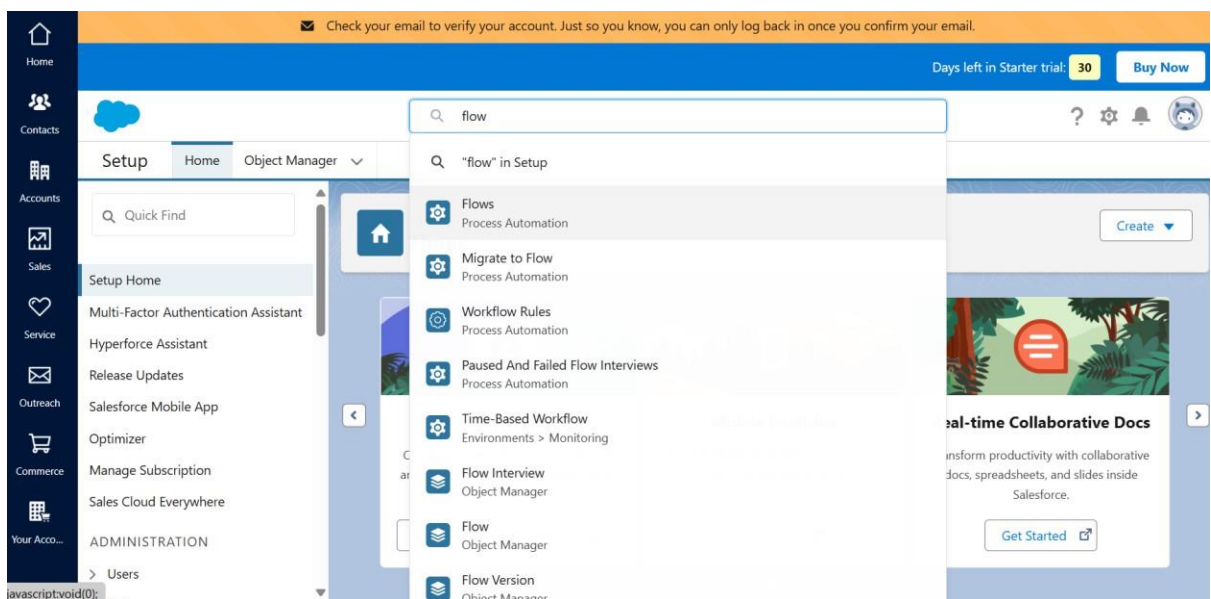 Check your email to verify your account. Just so you know, you can only log back in once you confirm your email.
Days left in Starter trial: 30
Buy Now
Home
Contacts
Accounts
Sales
Service
Outreach
Commerce
Your Acco...
flow
Setup
Home
Object Manager
"flow" in Setup
Flows
Process Automation
Migrate to Flow
Process Automation
Workflow Rules
Process Automation
Paused And Failed Flow Interviews
Process Automation
Time-Based Workflow
Environments > Monitoring
Flow Interview
Object Manager
Flow
Object Manager
Flow Version
Object Manager
Quick Find
Setup Home
Multi-Factor Authentication Assistant
Hyperforce Assistant
Release Updates
Salesforce Mobile App
Optimizer
Manage Subscription
Sales Cloud Everywhere
ADMINISTRATION
> Users
Create
eal-time Collaborative Docs
nsform productivity with collaborative
docs, spreadsheets, and slides inside
Salesforce.
Get Started
javascript:void(0);